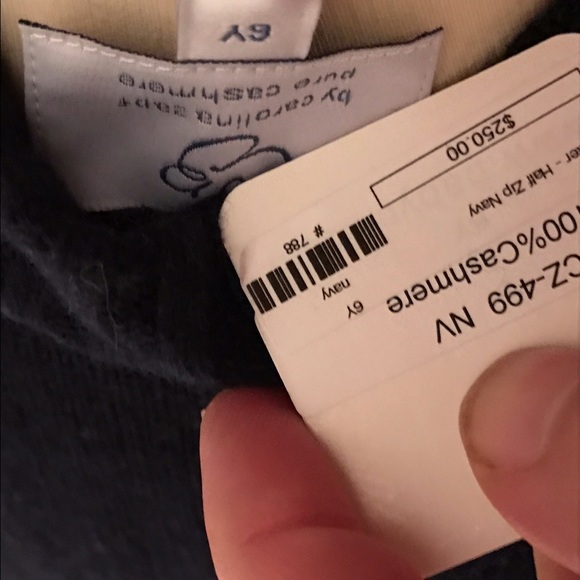 6Y
by carolina zapf
pure cashmere
CZ-499 NV
100%Cashmere
6Y
navy
# 788
- Half Zip Navy
$250.00